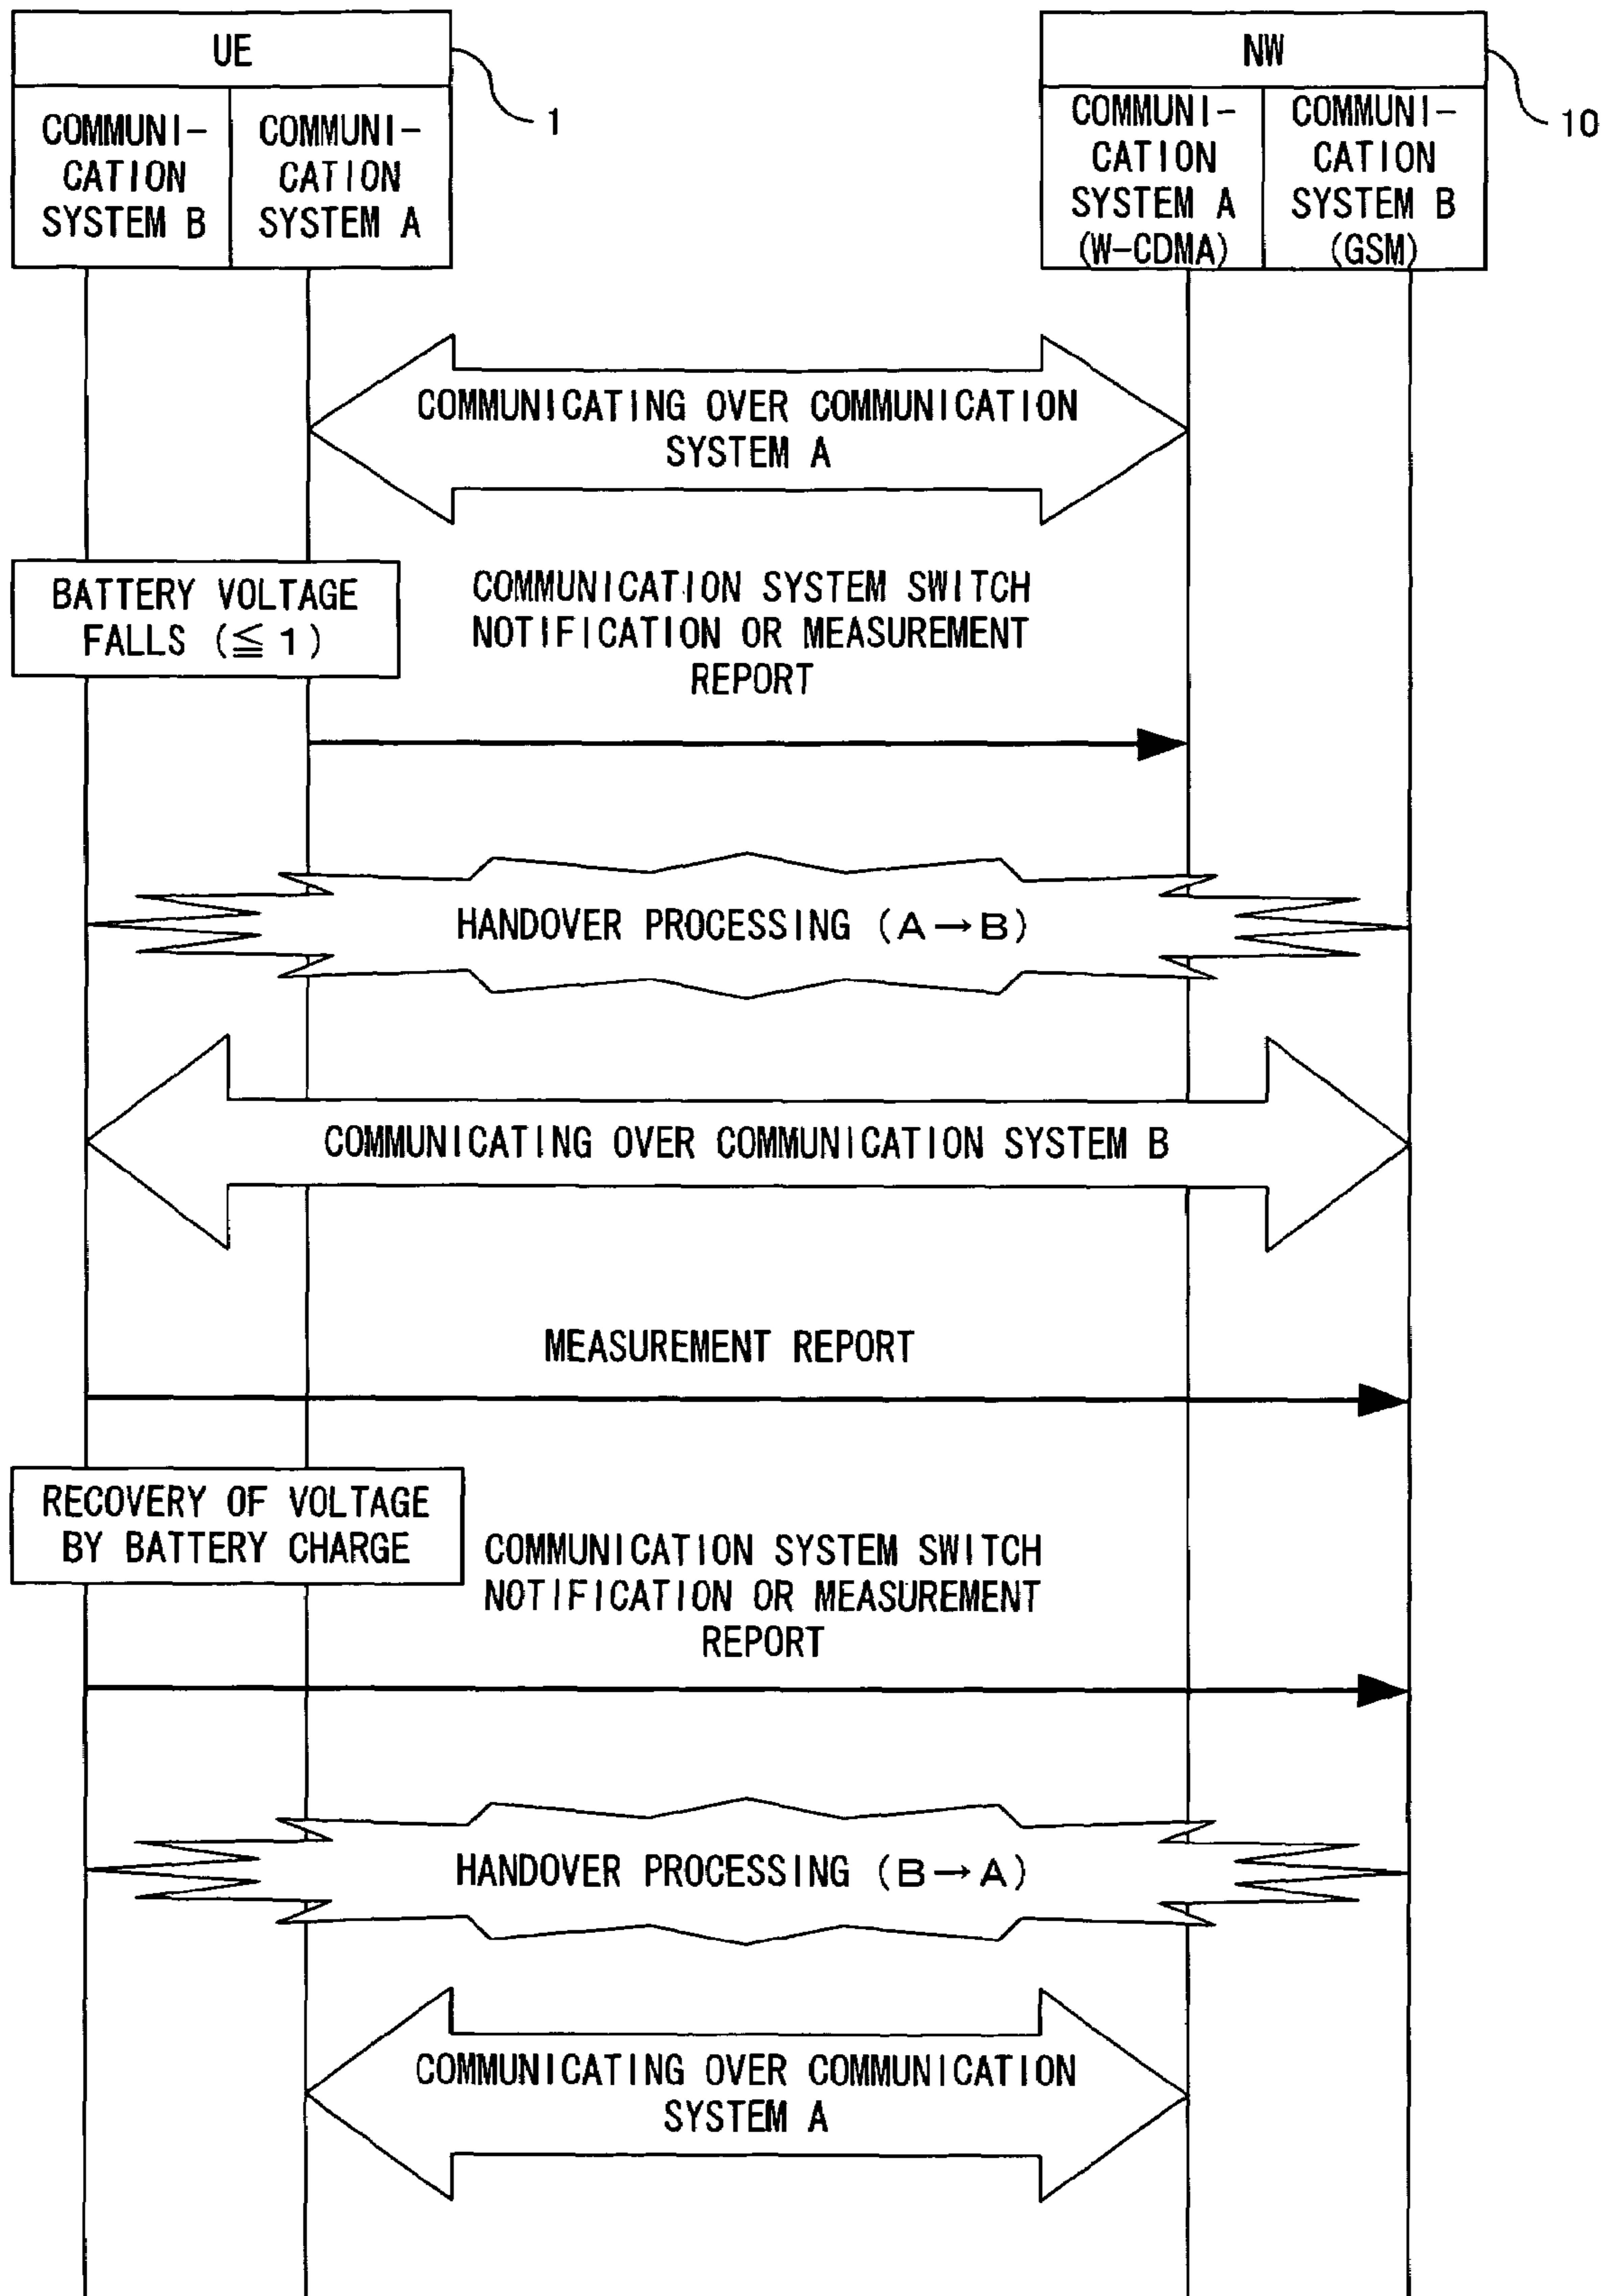 UE
1
COMMUNI-
CATION
SYSTEM B
COMMUNI-
CATION
SYSTEM A
NW
10
COMMUNI-
CATION
SYSTEM A
(W-CDMA)
COMMUNI-
CATION
SYSTEM B
(GSM)
COMMUNICATING OVER COMMUNICATION
SYSTEM A
BATTERY VOLTAGE
FALLS (≦1)
COMMUNICATION SYSTEM SWITCH
NOTIFICATION OR MEASUREMENT
REPORT
HANDOVER PROCESSING (A→B)
COMMUNICATING OVER COMMUNICATION SYSTEM B
MEASUREMENT REPORT
RECOVERY OF VOLTAGE
BY BATTERY CHARGE
COMMUNICATION SYSTEM SWITCH
NOTIFICATION OR MEASUREMENT
REPORT
HANDOVER PROCESSING (B→A)
COMMUNICATING OVER COMMUNICATION
SYSTEM A